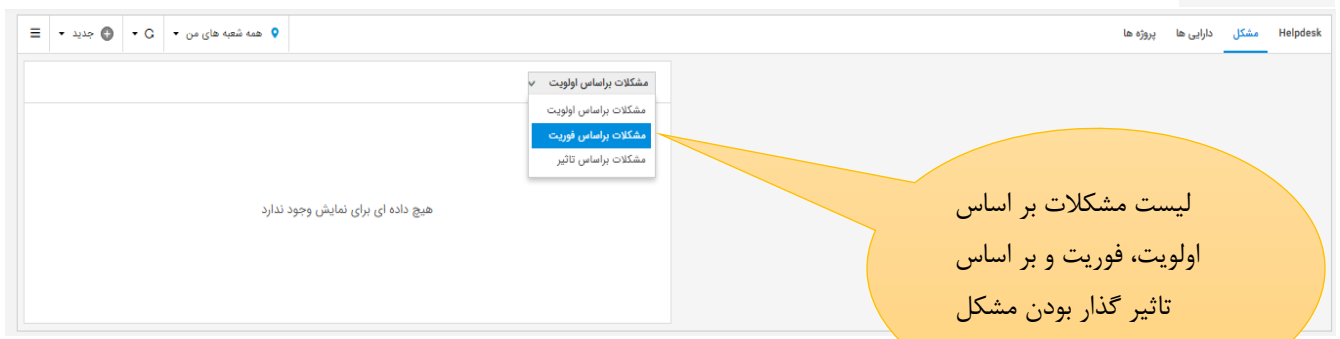 Helpdesk مشکل دارایی ها پروژه ها
همه شعبه های من
جدید
مشکلات براساس اولویت
مشکلات براساس اولویت
مشکلات براساس فوریت
مشکلات براساس تاثیر
هیچ داده ای برای نمایش وجود ندارد
لیست مشکلات بر اساس
اولویت، فوریت و بر اساس
تاثیر گذار بودن مشکل